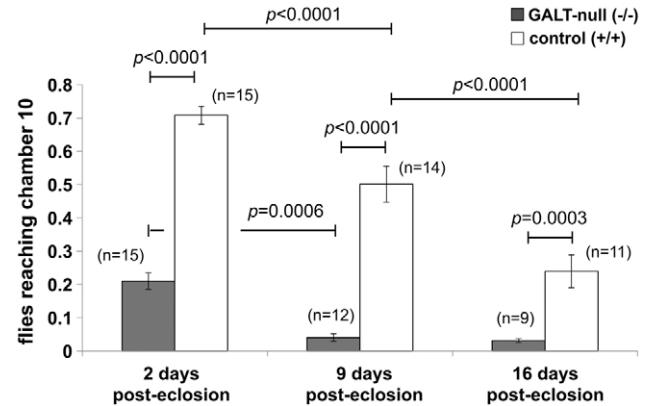 GALT-null (-/-)
control (+/+)
p<0.0001
p<0.0001
p<0.0001
p<0.0001
p=0.0006
p=0.0003
(n=15)
(n=15)
(n=12)
(n=14)
(n=9)
(n=11)
flies reaching chamber 10
0.8
0.7
0.6
0.5
0.4
0.3
0.2
0.1
0
2 days
post-eclosion
9 days
post-eclosion
16 days
post-eclosion